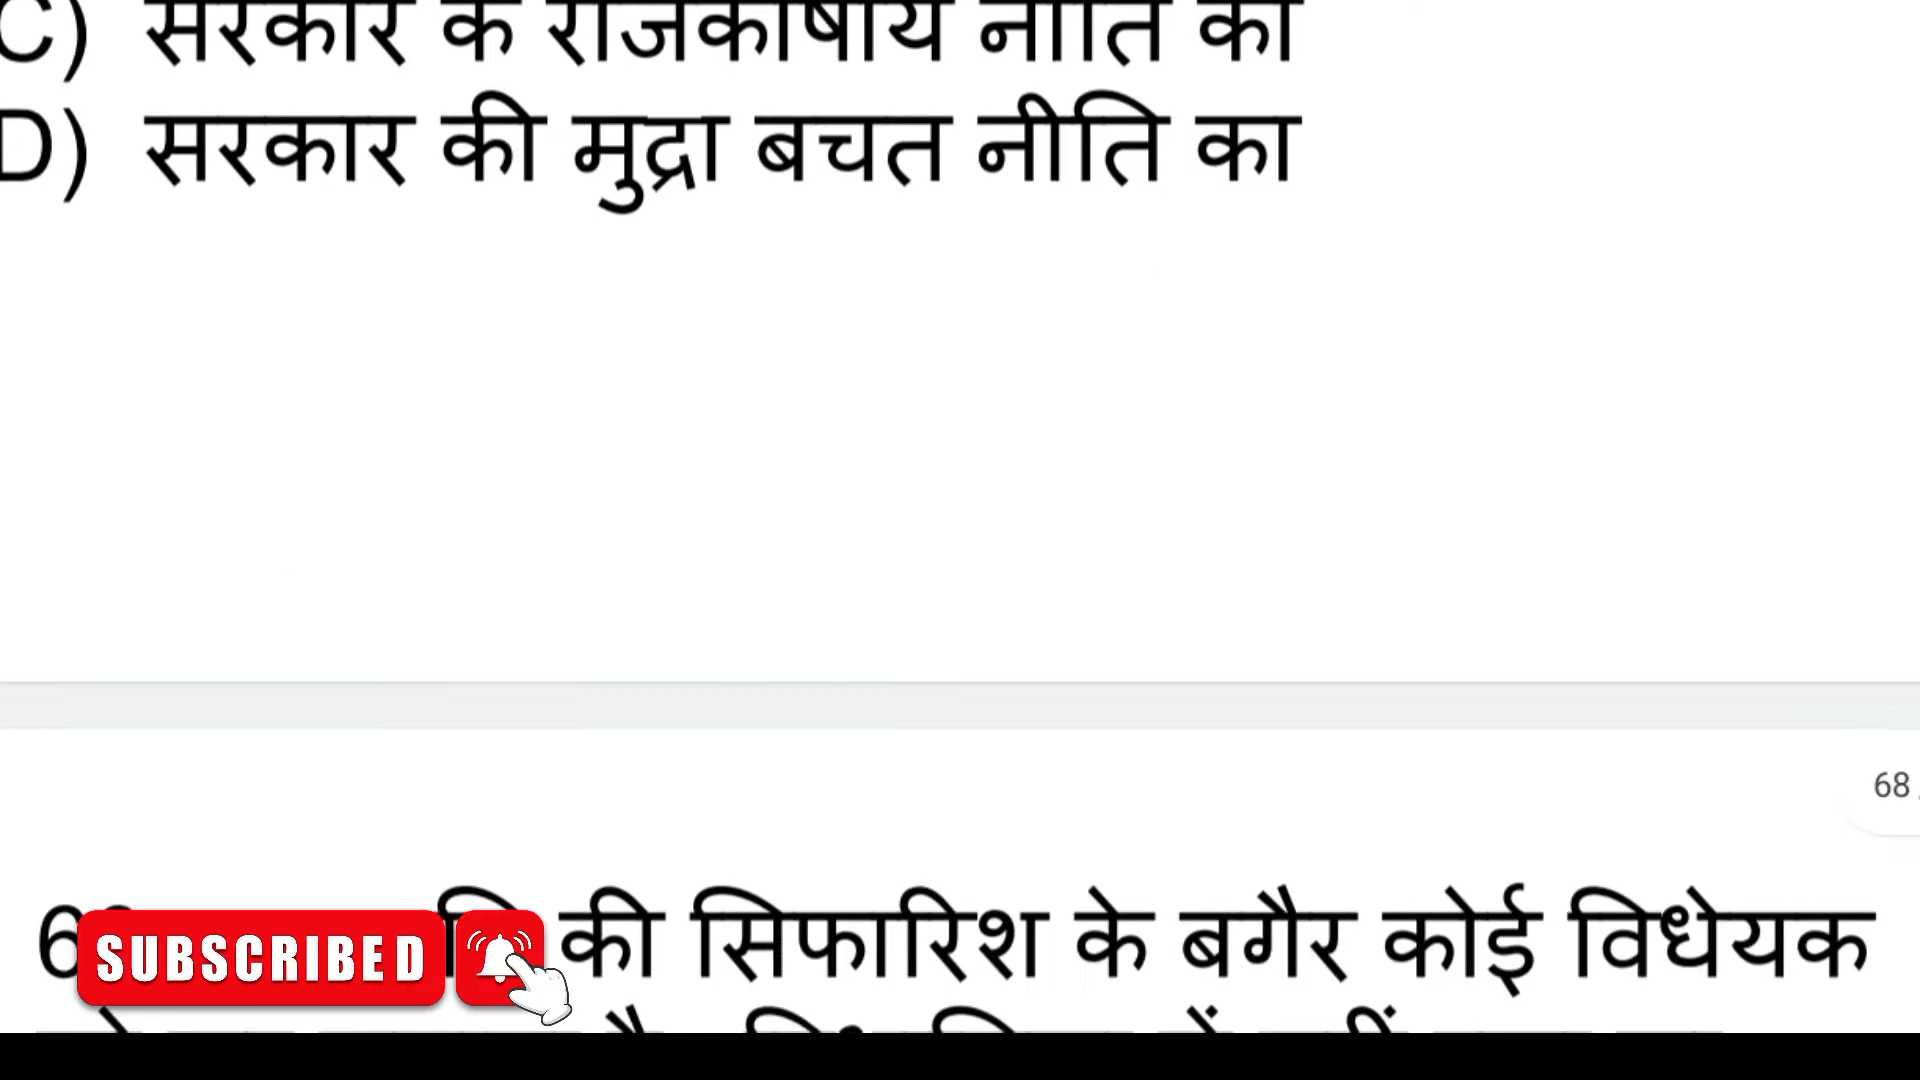 C) सरकार के राजकोषीय नीति का
D) सरकार की मुद्रा बचत नीति का
68
की सिफारिश के बगैर कोई विधेयक
SUBSCRIBED